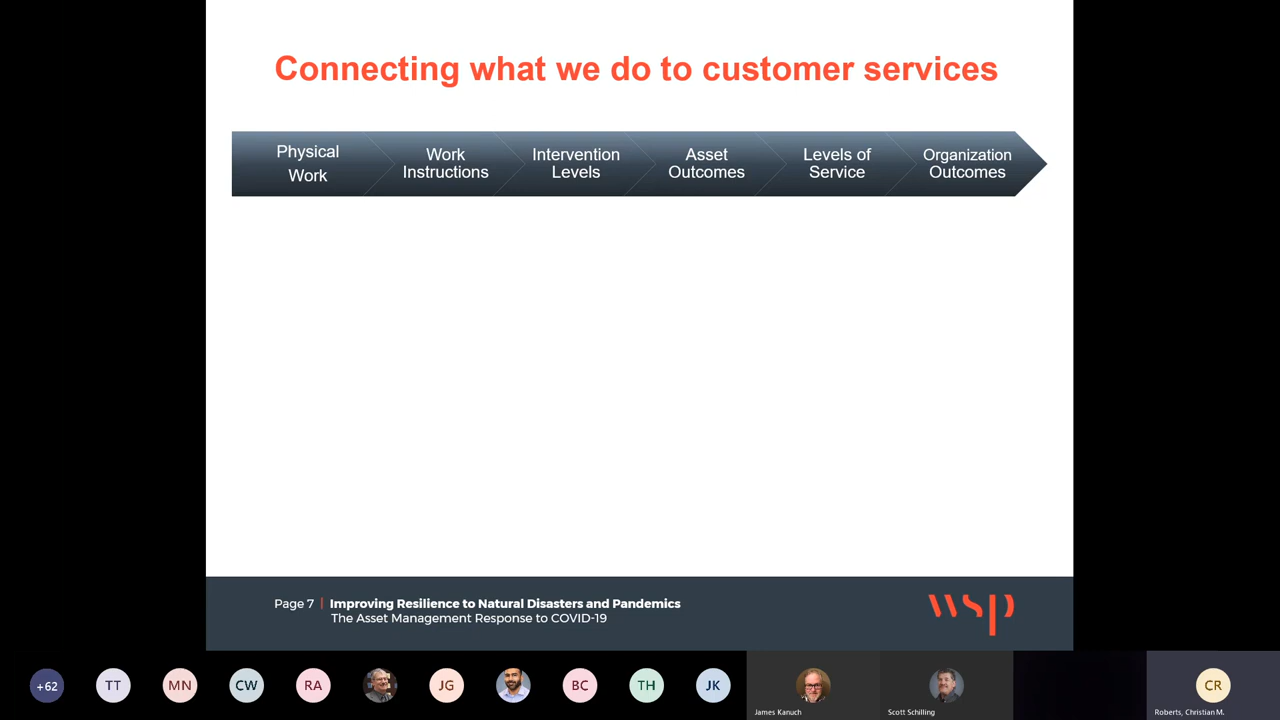 Connecting what we do to customer services
Physical
Work
Work
Instructions
Intervention
Levels
Asset
Outcomes
Levels of
Service
Organization
Outcomes
Page 7 | Improving Resilience to Natural Disasters and Pandemics
The Asset Management Response to COVID-19
wsp
+62
TT
MN
CW
RA
JG
BC
TH
JK
CR
James Kanuch
Scott Schilling
Roberts, Christian M.